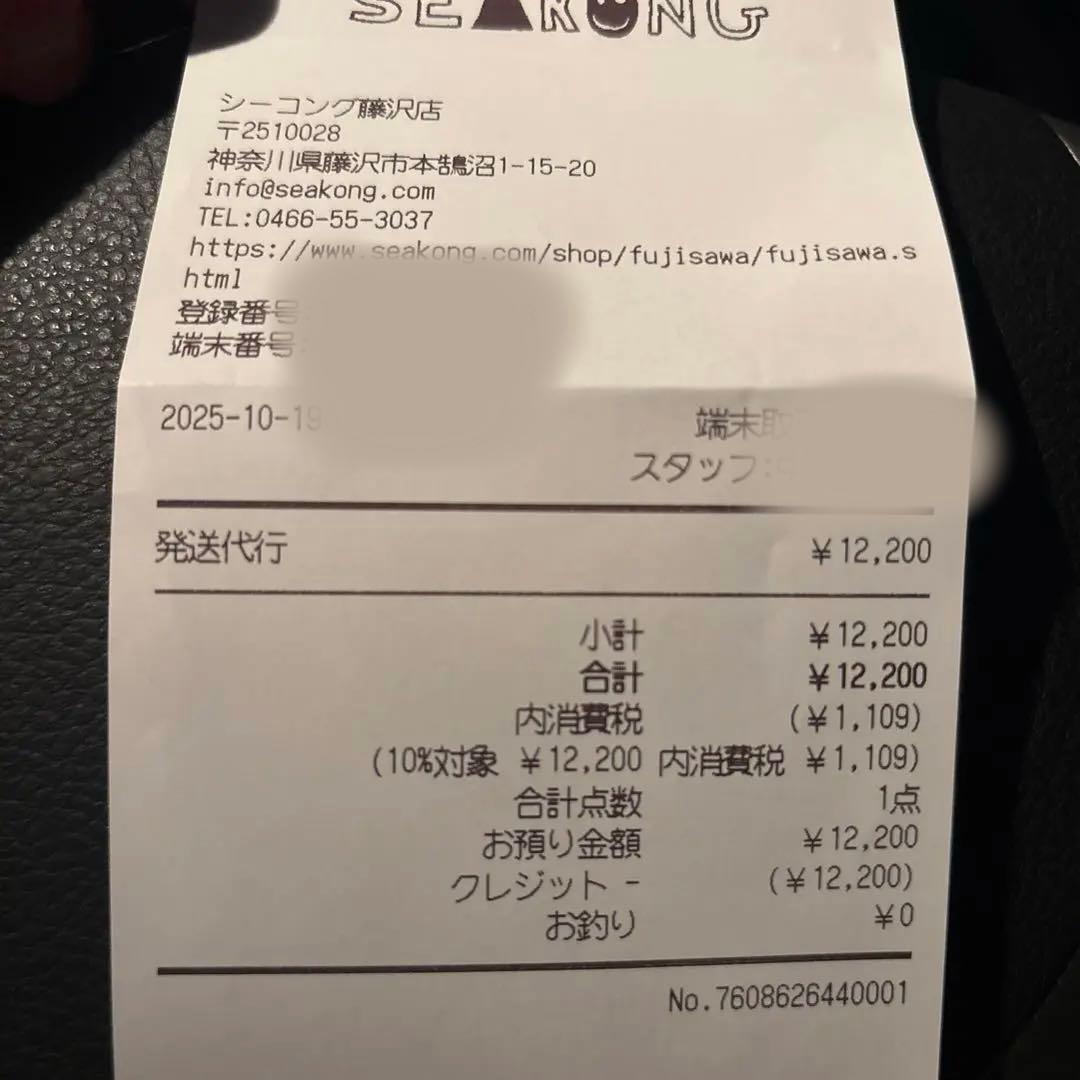 SEAKONG
シーコング藤沢店
〒2510028
神奈川県藤沢市本鵠沼1-15-20
info@seakong.com
TEL:0466-55-3037
https://www.seakong.com/shop/fujisawa/fujisawa.s
html
登録番号:
端末番号:
2025-10-19 端末取
スタッフ:
発送代行 ¥12,200
小計 ¥12,200
合計 ¥12,200
内消費税 (¥1,109)
(10%対象 ¥12,200 内消費税 ¥1,109)
合計点数 1点
お預り金額 ¥12,200
クレジット - (¥12,200)
お釣り ¥0
No.7608626440001